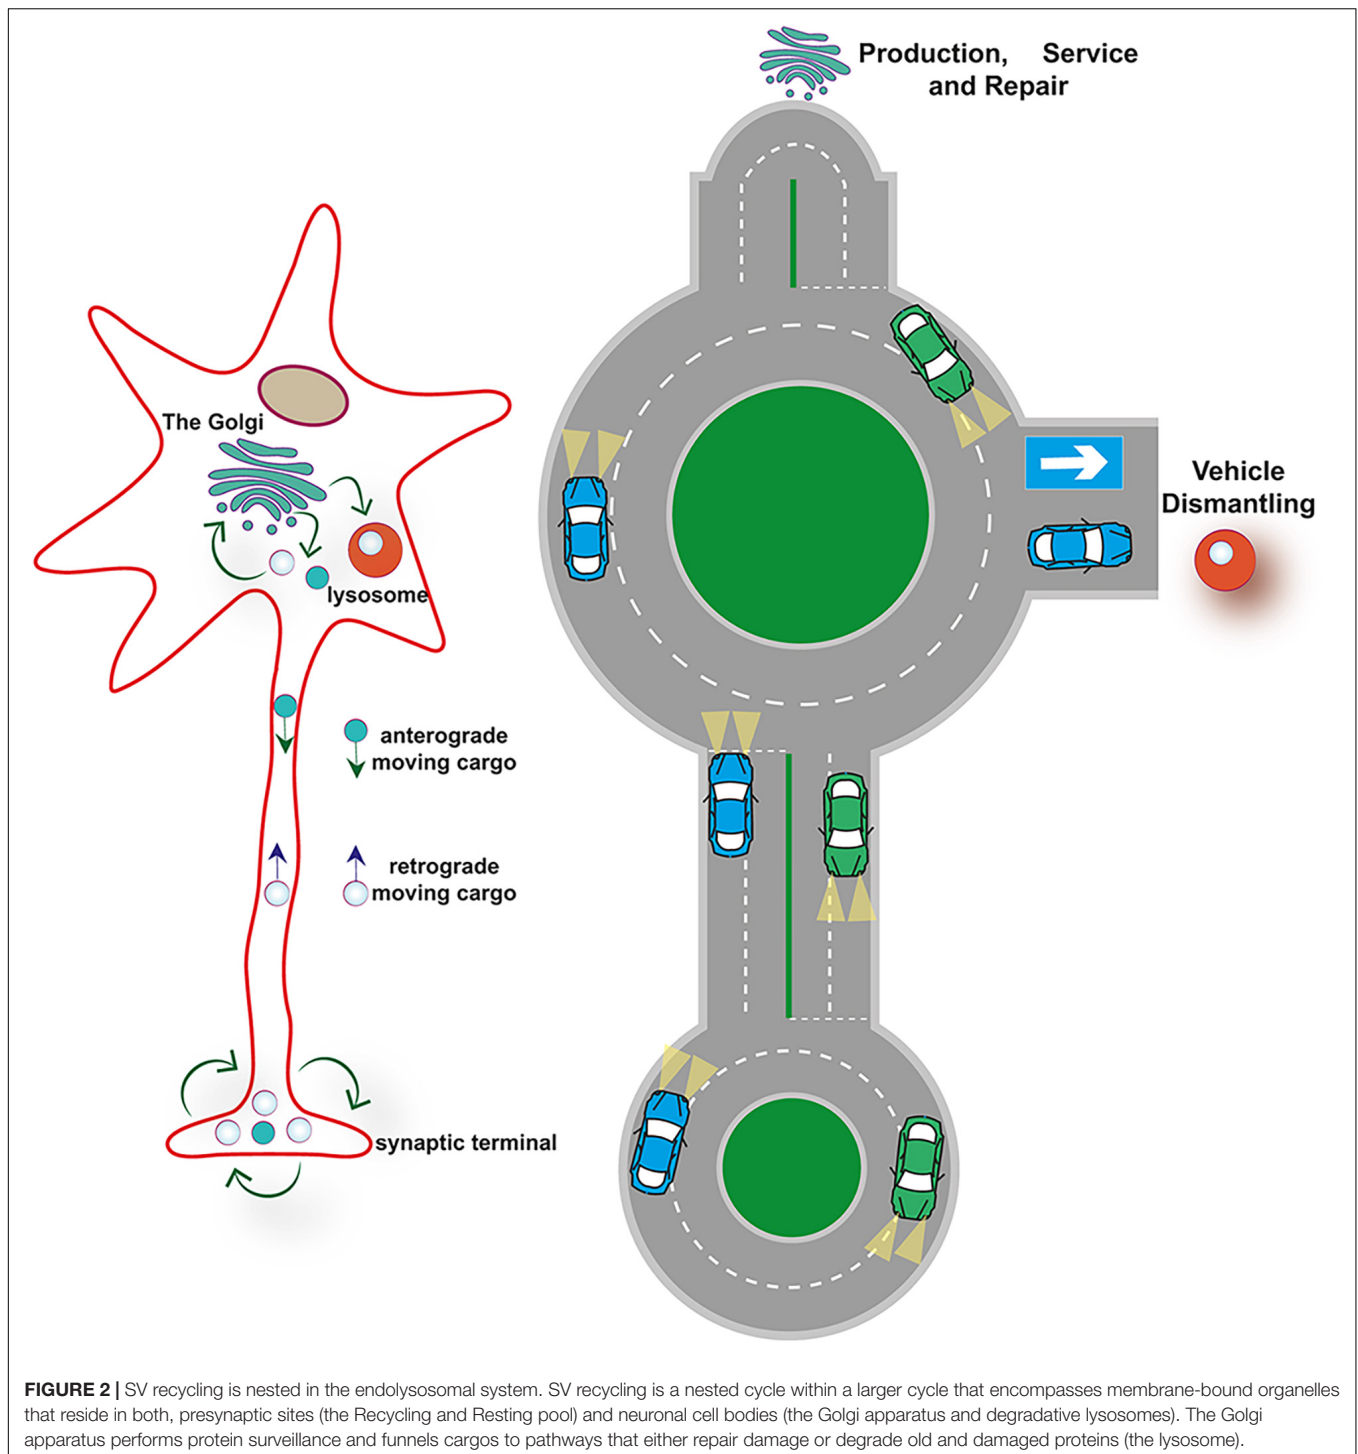 Production, Service
and Repair
The Golgi
lysosome
Vehicle
Dismantling
anterograde
moving cargo
retrograde
moving cargo
synaptic terminal
FIGURE 2 | SV recycling is nested in the endolysosomal system. SV recycling is a nested cycle within a larger cycle that encompasses membrane-bound organelles
that reside in both, presynaptic sites (the Recycling and Resting pool) and neuronal cell bodies (the Golgi apparatus and degradative lysosomes). The Golgi
apparatus performs protein surveillance and funnels cargos to pathways that either repair damage or degrade old and damaged proteins (the lysosome).